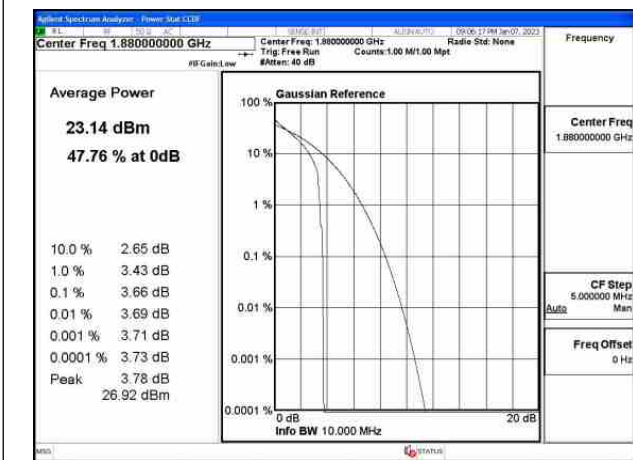 Agilent Spectrum Analyzer - Power Stat CCDF
RL RF 50 Ω AC SENSE:INT ALIGN AUTO 09:06:17 PM Jan 07, 2023
Center Freq 1.880000000 GHz
Center Freq: 1.880000000 GHz Radio Std: None
Trig: Free Run Counts:1.00 M/1.00 Mpt
#IFGain:Low #Atten: 40 dB
Frequency
Average Power
23.14 dBm
47.76 % at 0dB
10.0 % 2.65 dB
1.0 % 3.43 dB
0.1 % 3.66 dB
0.01 % 3.69 dB
0.001 % 3.71 dB
0.0001 % 3.73 dB
Peak 3.78 dB
26.92 dBm
Gaussian Reference
100 %
10 %
1 %
0.1 %
0.01 %
0.001 %
0.0001 %
0 dB 20 dB
Info BW 10.000 MHz
Center Freq
1.880000000 GHz
CF Step
5.000000 MHz
Auto Man
Freq Offset
0 Hz
MSG STATUS